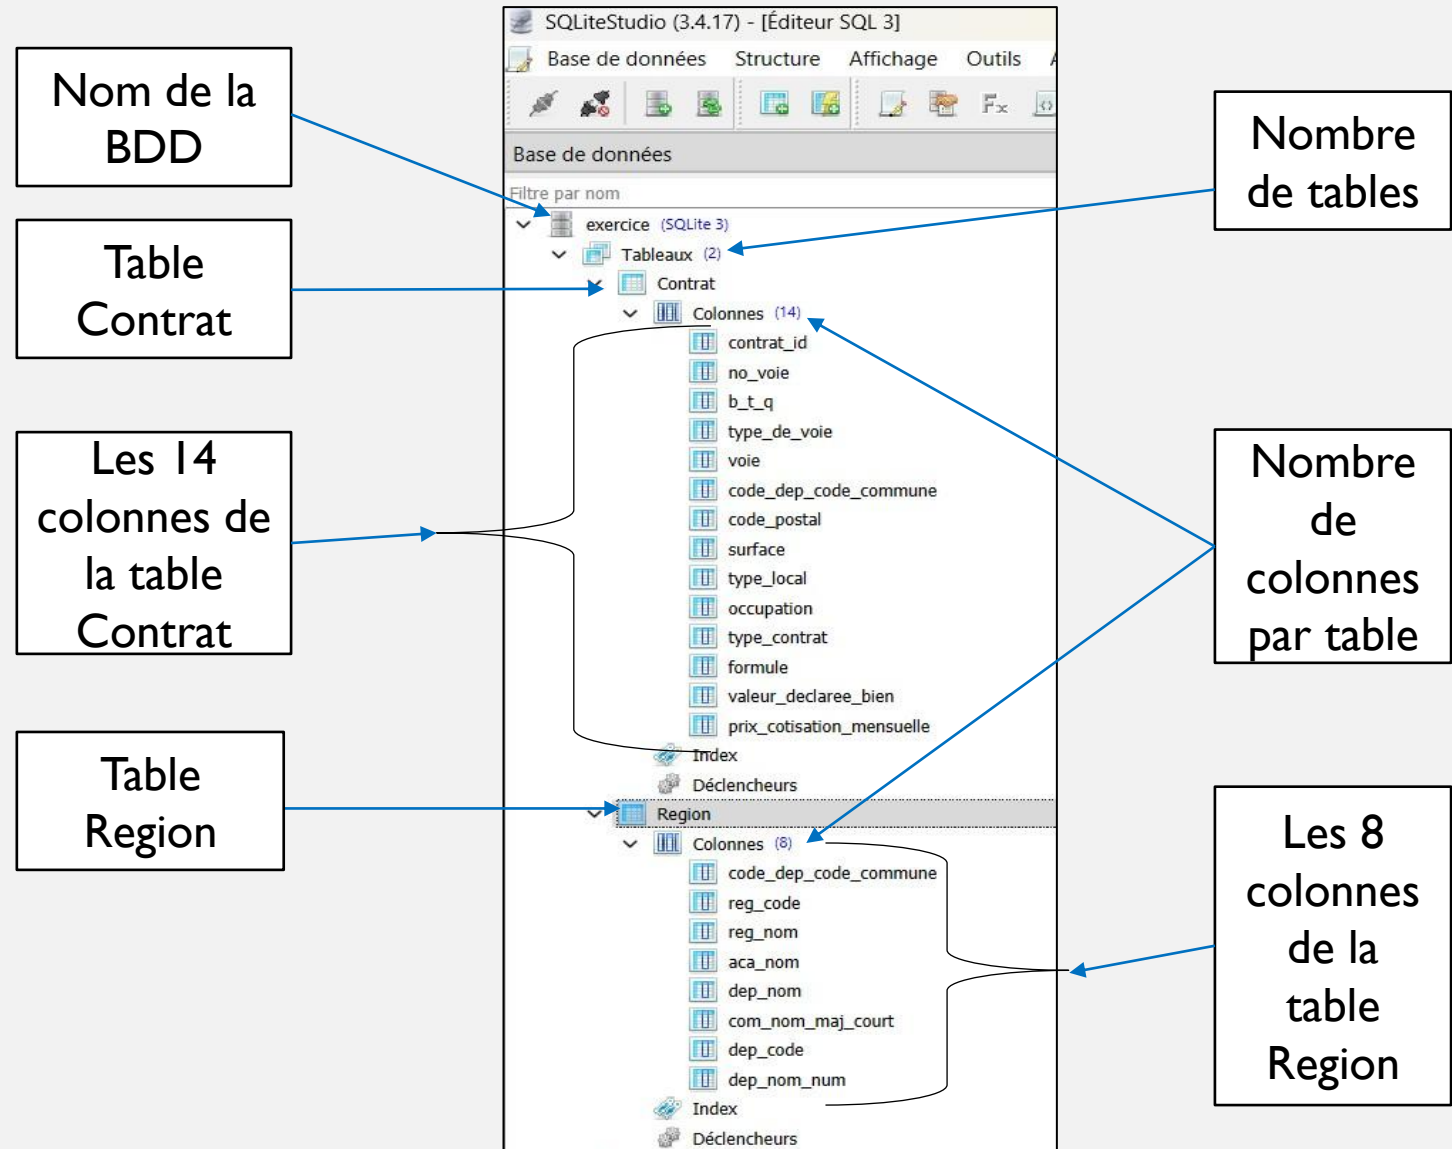 SQLiteStudio (3.4.17) - [Éditeur SQL 3]
Base de données Structure Affichage Outils
Base de données
Filtre par nom
exercice (SQLite 3)
Tableaux (2)
Contrat
Colonnes (14)
contrat_id
no_voie
b_t_q
type_de_voie
voie
code_dep_code_commune
code_postal
surface
type_local
occupation
type_contrat
formule
valeur_declaree_bien
prix_cotisation_mensuelle
Index
Déclencheurs
Region
Colonnes (8)
code_dep_code_commune
reg_code
reg_nom
aca_nom
dep_nom
com_nom_maj_court
dep_code
dep_nom_num
Index
Déclencheurs
Nom de la
BDD
Table
Contrat
Les 14
colonnes de
la table
Contrat
Table
Region
Nombre
de tables
Nombre
de
colonnes
par table
Les 8
colonnes
de la
table
Region